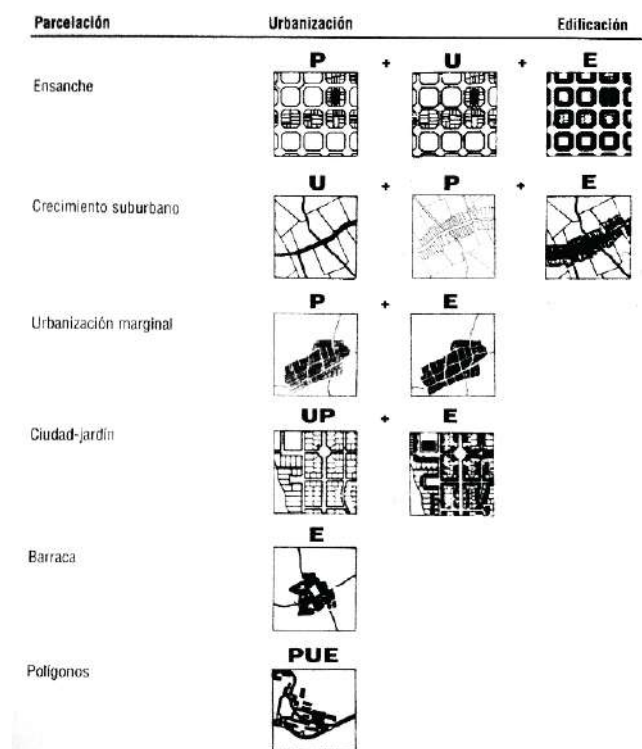 Parcelación Urbanización Edificación
P + U + E
Ensanche
U + P + E
Crecimiento suburbano
P + E
Urbanización marginal
UP + E
Ciudad-jardín
E
Barraca
PUE
Polígonos